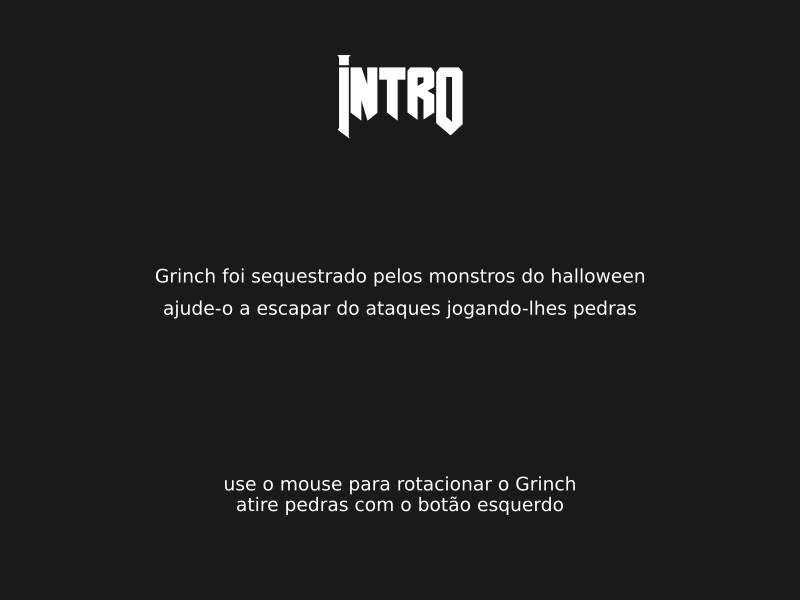 INTRO
Grinch foi sequestrado pelos monstros do halloween
ajude-o a escapar do ataques jogando-lhes pedras
use o mouse para rotacionar o Grinch
atire pedras com o botão esquerdo